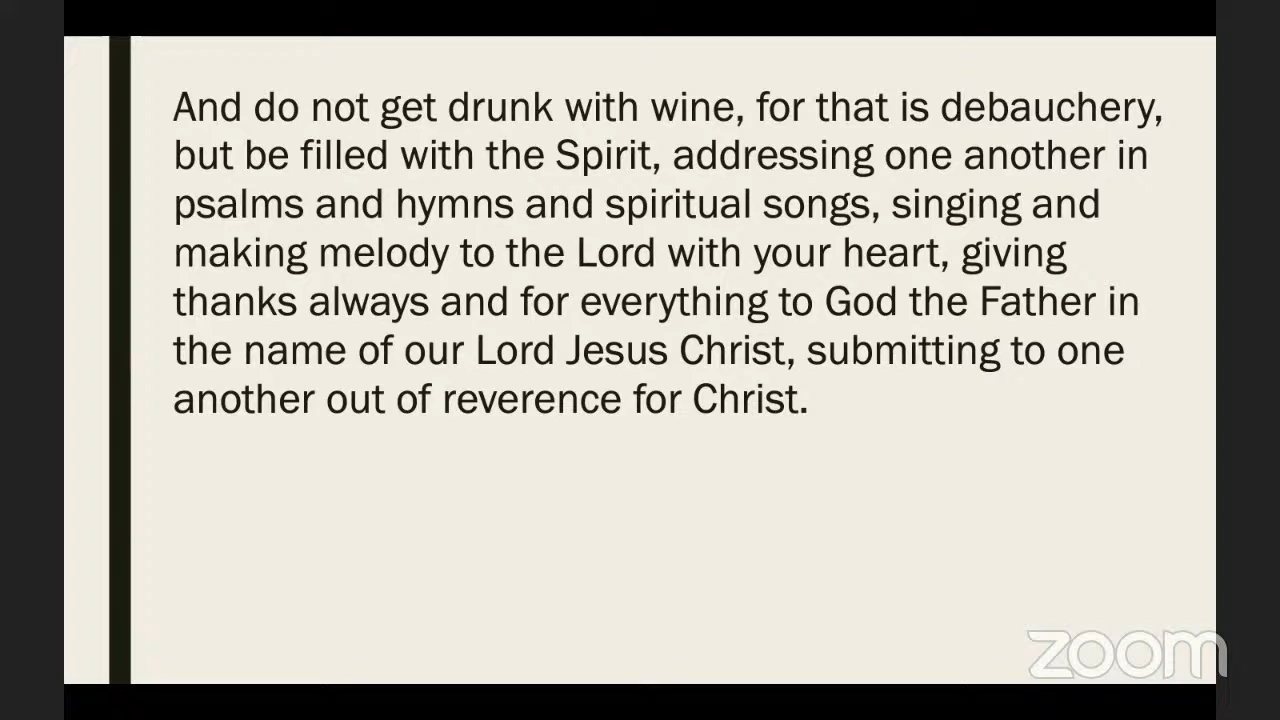 And do not get drunk with wine, for that is debauchery,
but be filled with the Spirit, addressing one another in
psalms and hymns and spiritual songs, singing and
making melody to the Lord with your heart, giving
thanks always and for everything to God the Father in
the name of our Lord Jesus Christ, submitting to one
another out of reverence for Christ.
zoom